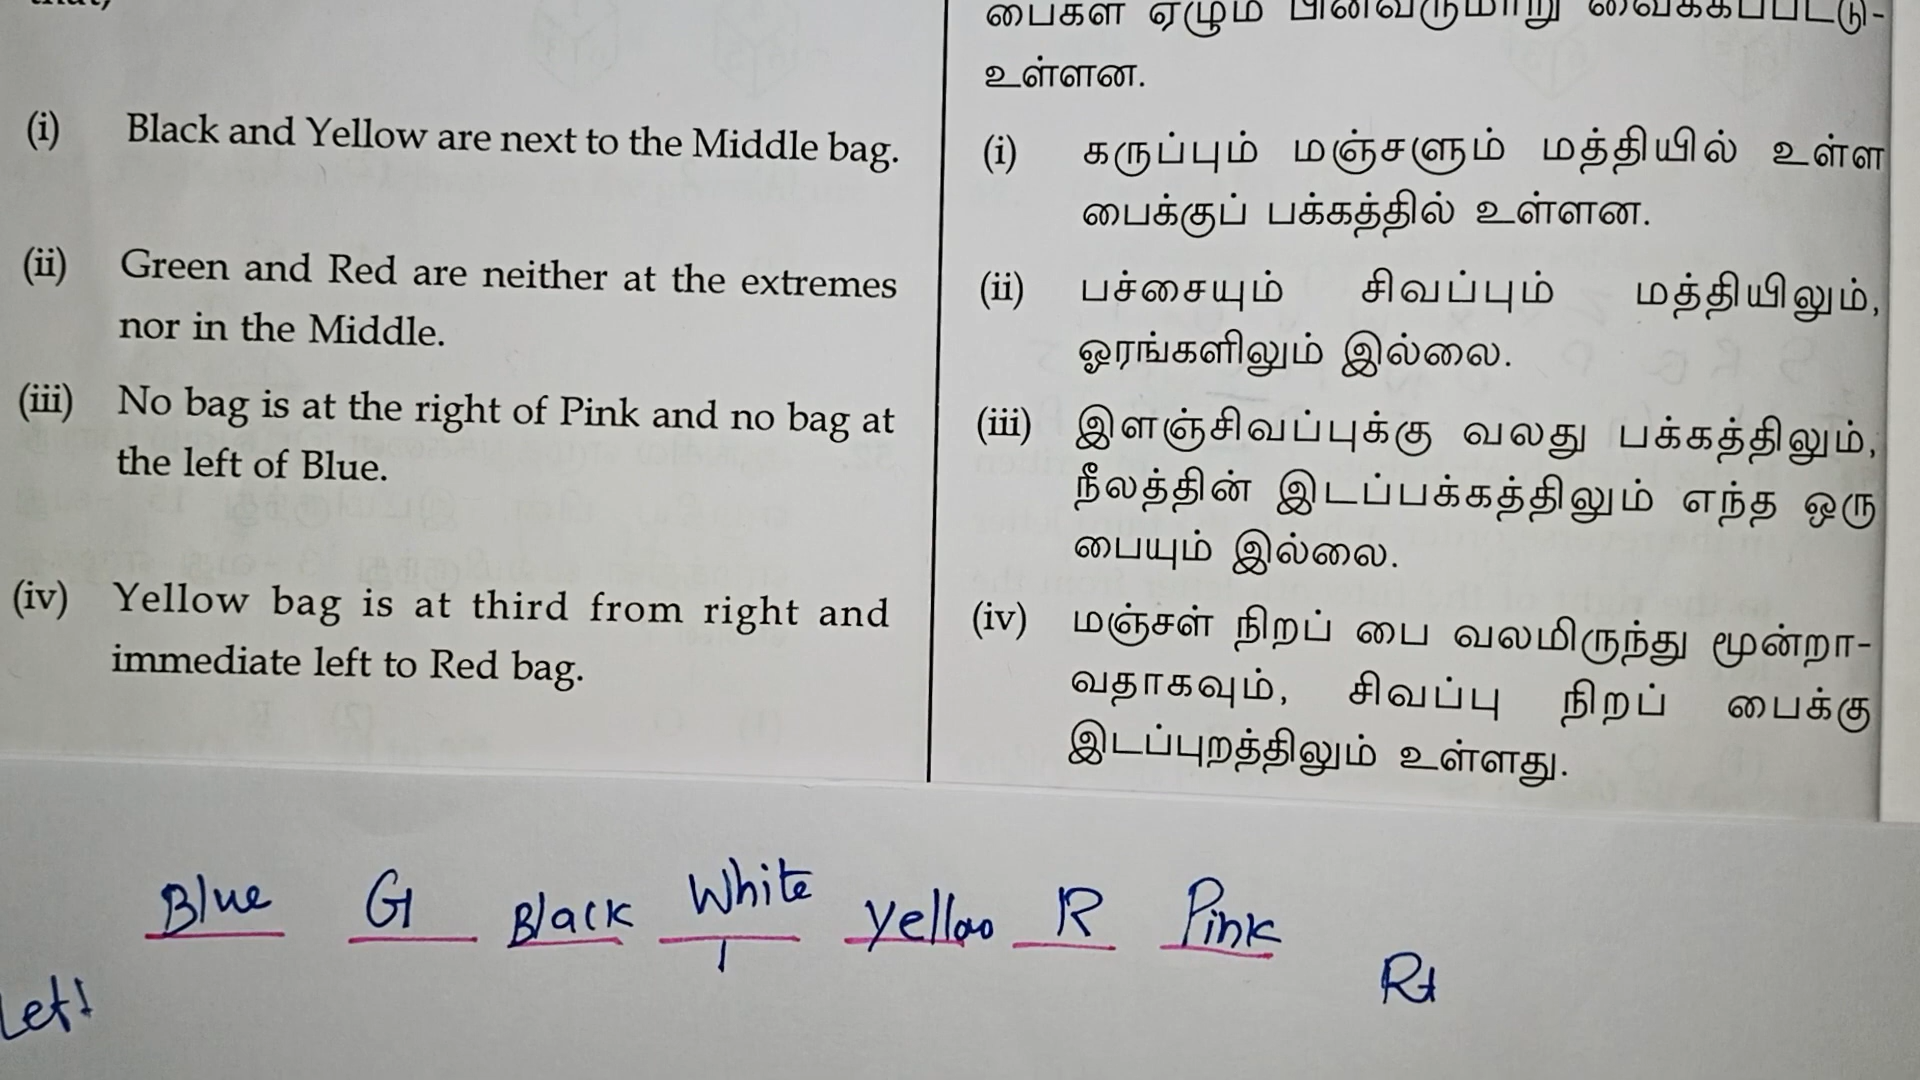 (i) Black and Yellow are next to the Middle bag.
(ii) Green and Red are neither at the extremes
nor in the Middle.
(iii) No bag is at the right of Pink and no bag at
the left of Blue.
(iv) Yellow bag is at third from right and
immediate left to Red bag.
பைகள் ஏழும் பின்வருமாறு வைக்கப்பட்டு-
உள்ளன.
(i) கருப்பும் மஞ்சளும் மத்தியில் உள்ள
பைக்குப் பக்கத்தில் உள்ளன.
(ii) பச்சையும் சிவப்பும் மத்தியிலும்,
ஓரங்களிலும் இல்லை.
(iii) இளஞ்சிவப்புக்கு வலது பக்கத்திலும்,
நீலத்தின் இடப்பக்கத்திலும் எந்த ஒரு
பையும் இல்லை.
(iv) மஞ்சள் நிறப் பை வலமிருந்து மூன்றா-
வதாகவும், சிவப்பு நிறப் பைக்கு
இடப்புறத்திலும் உள்ளது.
Blue G Black White Yellow R Pink